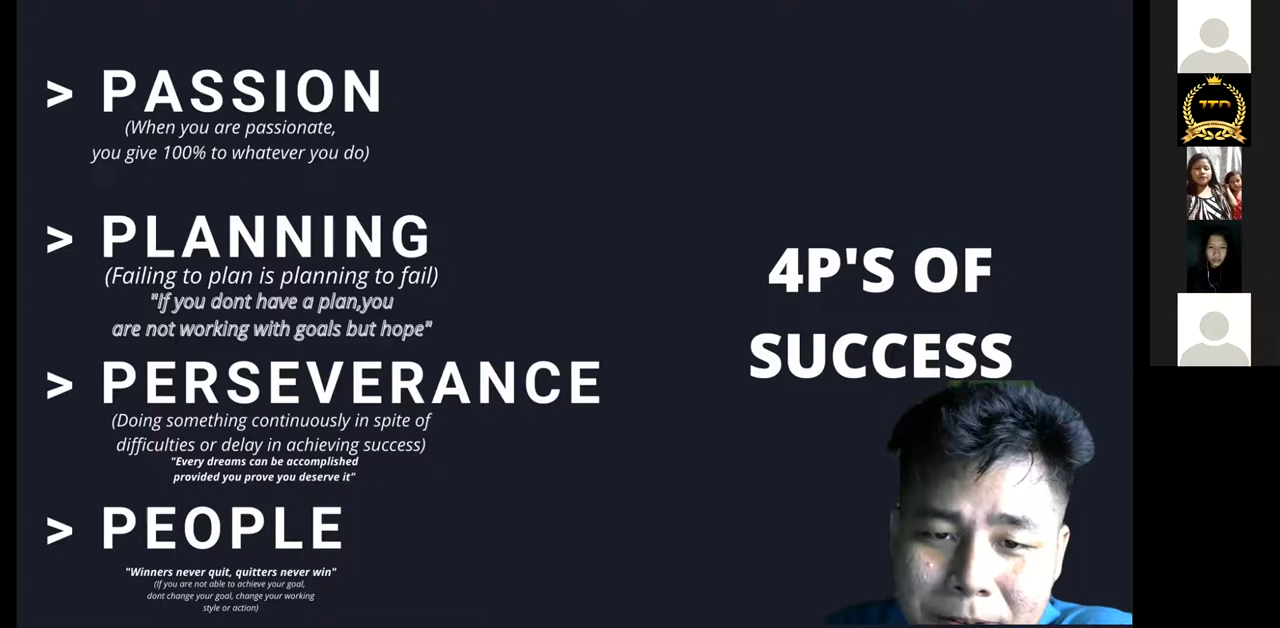 > PASSION
(When you are passionate,
you give 100% to whatever you do)
> PLANNING
(Failing to plan is planning to fail)
"If you dont have a plan,you
are not working with goals but hope"
> PERSEVERANCE
(Doing something continuously in spite of
difficulties or delay in achieving success)
"Every dreams can be accomplished
provided you prove you deserve it"
> PEOPLE
"Winners never quit, quitters never win"
(If you are not able to achieve your goal,
dont change your goal, change your working
style or action)
4P'S OF
SUCCESS